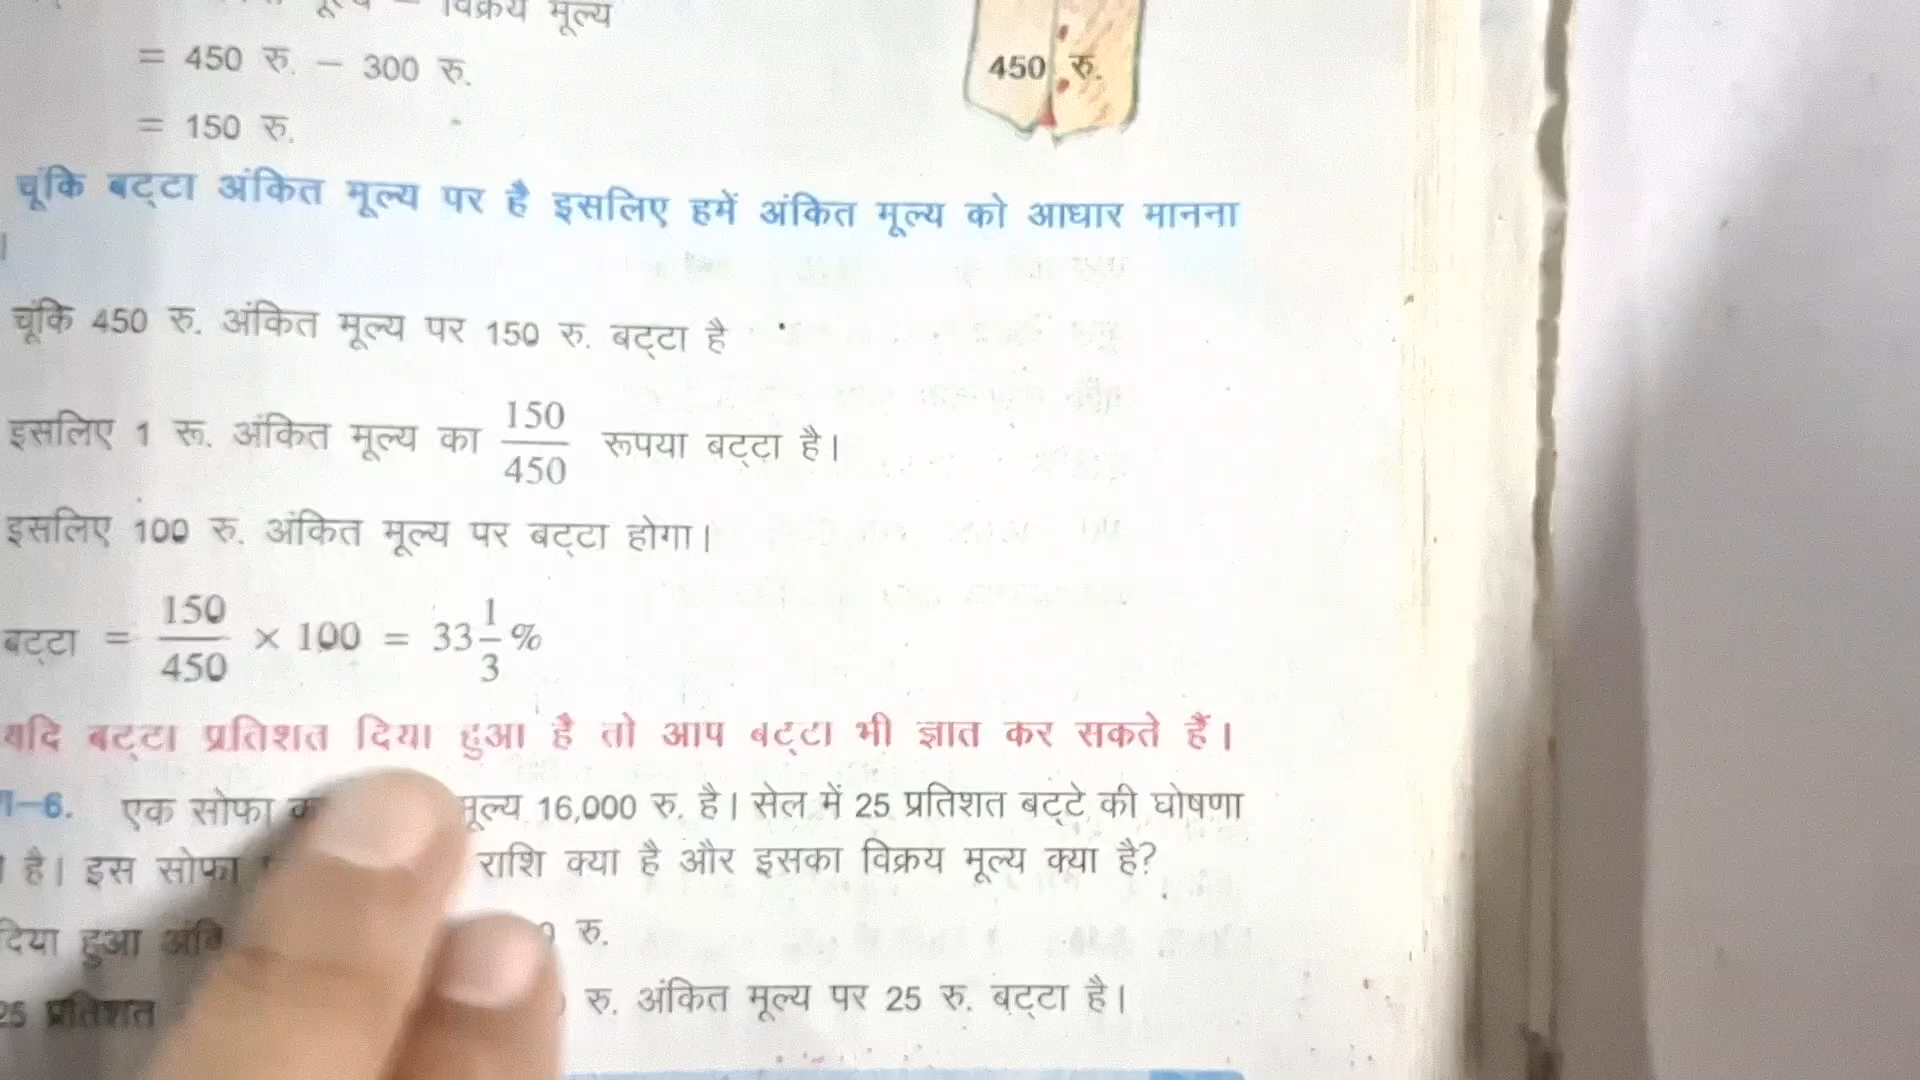 विक्रय मूल्य
= 450 रु. – 300 रु.
450 रु.
= 150 रु.
चूंकि बट्टा अंकित मूल्य पर है इसलिए हमें अंकित मूल्य को आधार मानना
।
चूंकि 450 रु. अंकित मूल्य पर 150 रु. बट्टा है
इसलिए 1 रू. अंकित मूल्य का 150/450 रूपया बट्टा है।
इसलिए 100 रु. अंकित मूल्य पर बट्टा होगा।
बट्टा = 150/450 × 100 = 33 1/3 %
यदि बट्टा प्रतिशत दिया हुआ है तो आप बट्टा भी ज्ञात कर सकते हैं।
–6. एक सोफा मूल्य 16,000 रु. है। सेल में 25 प्रतिशत बट्टे की घोषणा
है। इस सोफा राशि क्या है और इसका विक्रय मूल्य क्या है?
दिया हुआ रु.
25 प्रतिशत रु. अंकित मूल्य पर 25 रु. बट्टा है।